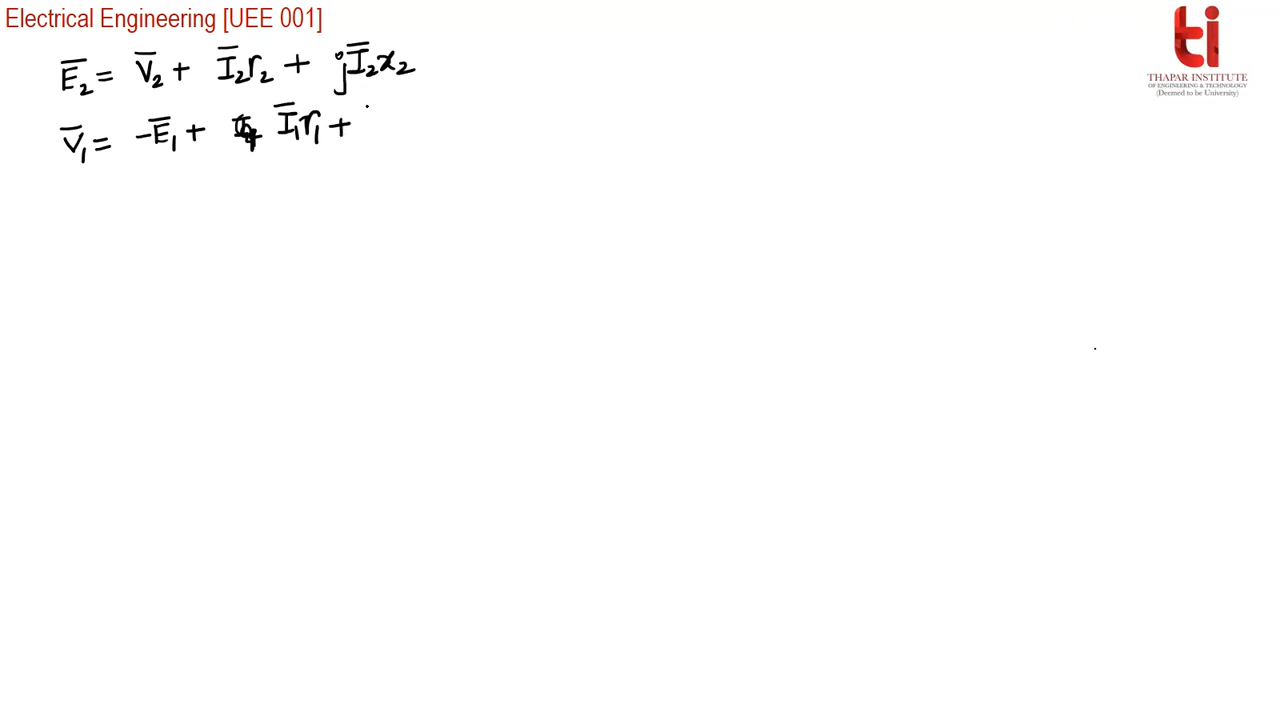 Electrical Engineering [UEE 001]
ti
THAPAR INSTITUTE
OF ENGINEERING & TECHNOLOGY
(Deemed to be University)
E̅₂ = V̅₂ + I̅₂r₂ + jI̅₂x₂
V̅₁ = -E̅₁ + I̅₁r₁ +